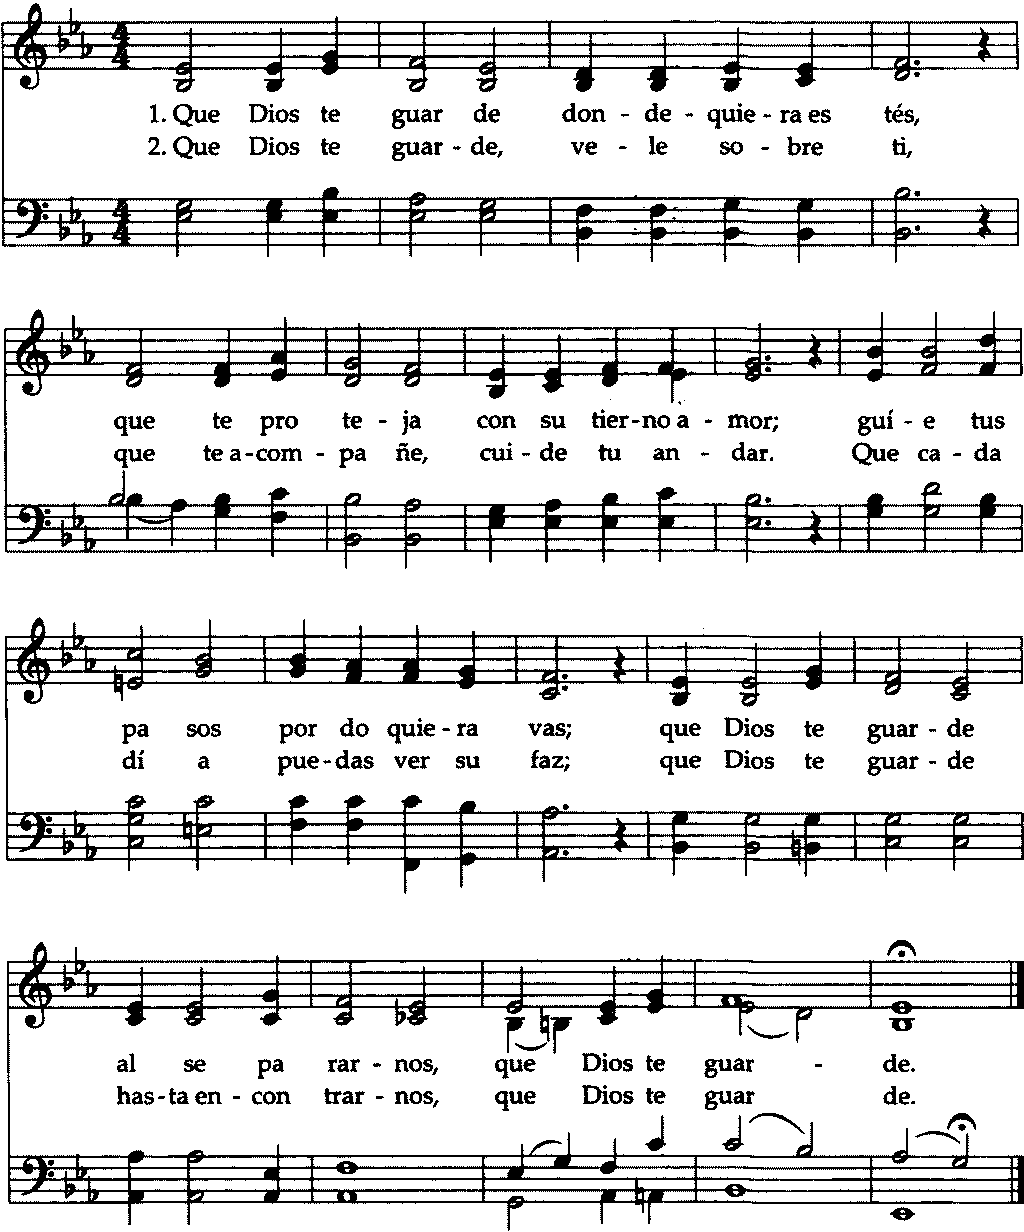 1. Que Dios te guar de don - de - quie - ra es tés,
2. Que Dios te guar - de, ve - le so - bre ti,
que te pro te - ja con su tier - no a - mor; guí - e tus
que te a - com - pa ñe, cui - de tu an - dar. Que ca - da
pa sos por do quie - ra vas; que Dios te guar - de
dí a pue - das ver su faz; que Dios te guar - de
al se pa rar - nos, que Dios te guar - de.
has - ta en - con trar - nos, que Dios te guar de.